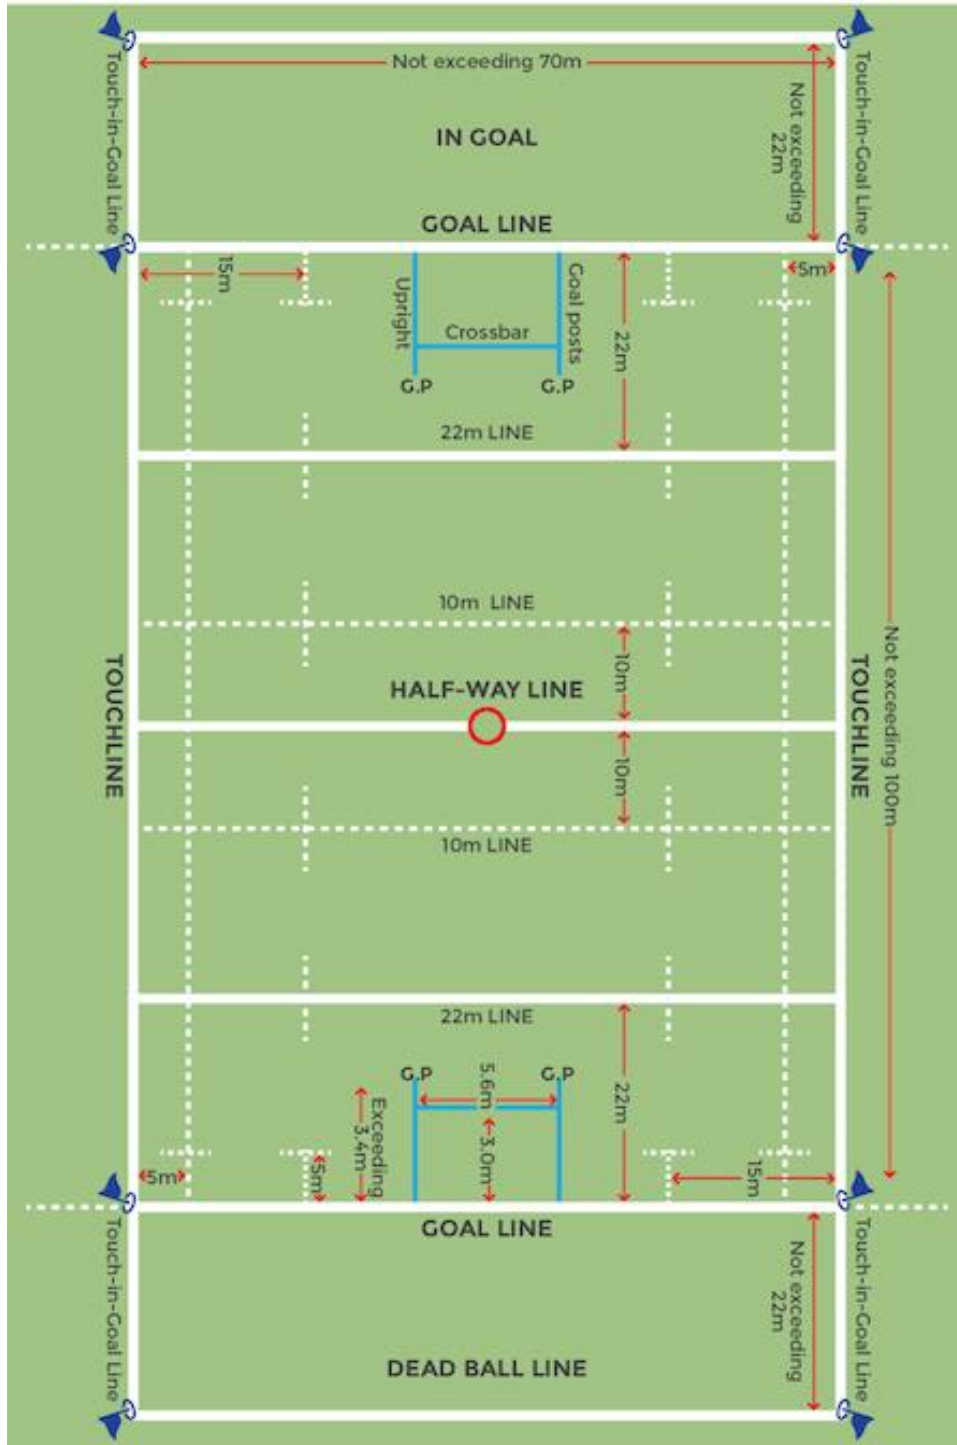 Not exceeding 70m
Touch-in-Goal Line
Touch-in-Goal Line
Not exceeding
22m
IN GOAL
GOAL LINE
15m
5m
Upright
Goal posts
Crossbar
22m
G.P
G.P
22m LINE
10m LINE
10m
TOUCHLINE
HALF-WAY LINE
TOUCHLINE
Not exceeding 100m
10m
10m LINE
22m LINE
G.P
G.P
5.6m
22m
Exceeding
3.4m
3.0m
5m
5m
15m
GOAL LINE
Touch-in-Goal Line
Touch-in-Goal Line
Not exceeding
22m
DEAD BALL LINE